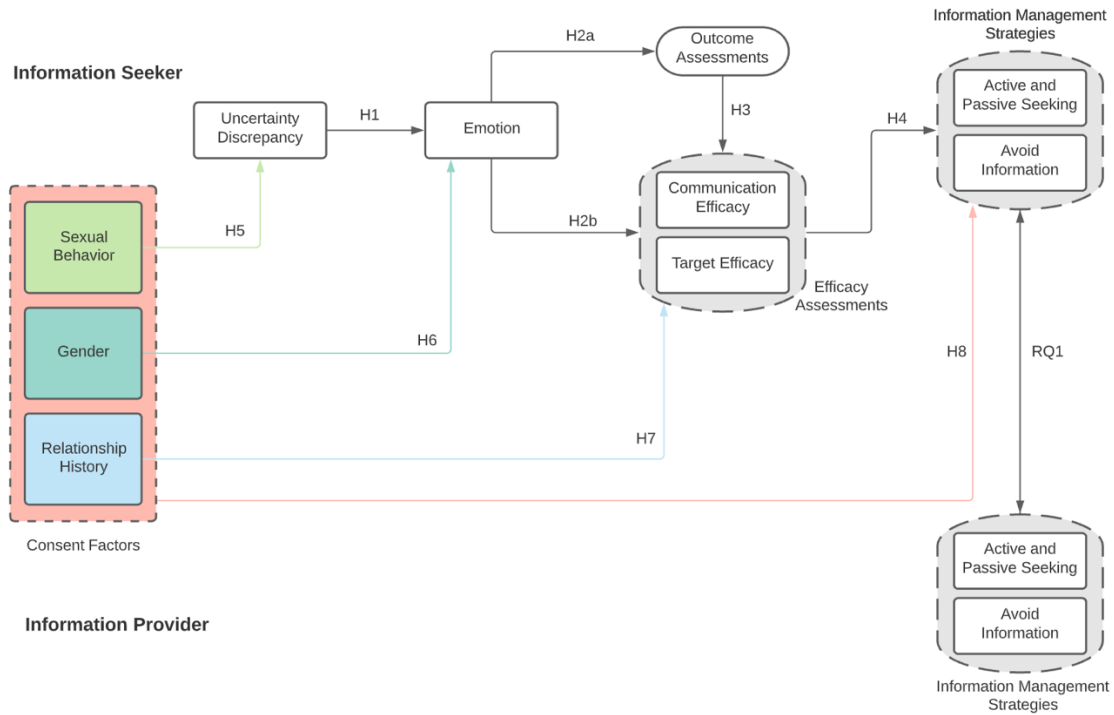 Information Management
Strategies
H2a
Outcome
Assessments
Information Seeker
Active and
Passive Seeking
Uncertainty
Discrepancy
H1
Emotion
H3
H4
Avoid
Information
Communication
Efficacy
Sexual
Behavior
H5
H2b
Target Efficacy
Efficacy
Assessments
Gender
H6
H8
RQ1
Relationship
History
H7
Consent Factors
Active and
Passive Seeking
Information Provider
Avoid
Information
Information Management
Strategies